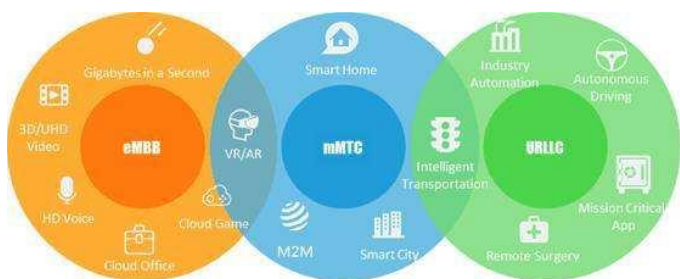 Gigabytes in a Second
3D/UHD
Video
eMBB
HD Voice
Cloud Office
Cloud Game
VR/AR
Smart Home
mMTC
M2M
Smart City
Intelligent
Transportation
Industry
Automation
Autonomous
Driving
URLLC
Mission Critical
App
Remote Surgery